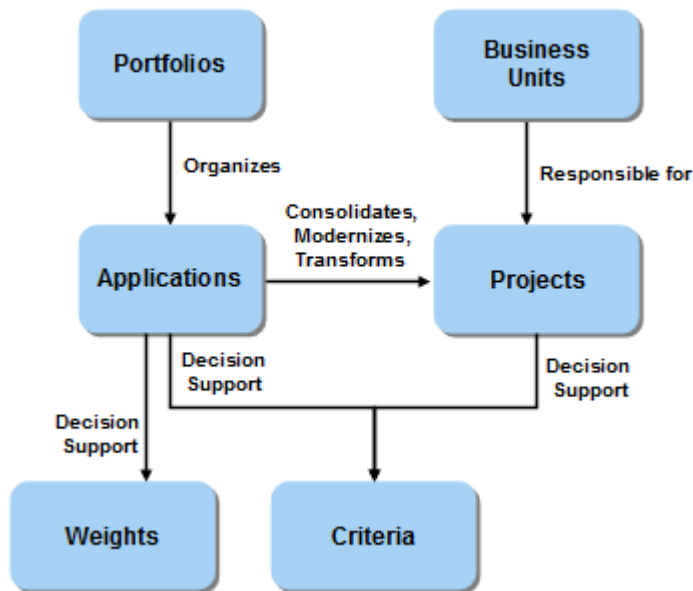 Portfolios
Business
Units
Organizes
Responsible for
Consolidates,
Modernizes,
Transforms
Applications
Projects
Decision
Support
Decision
Support
Decision
Support
Weights
Criteria